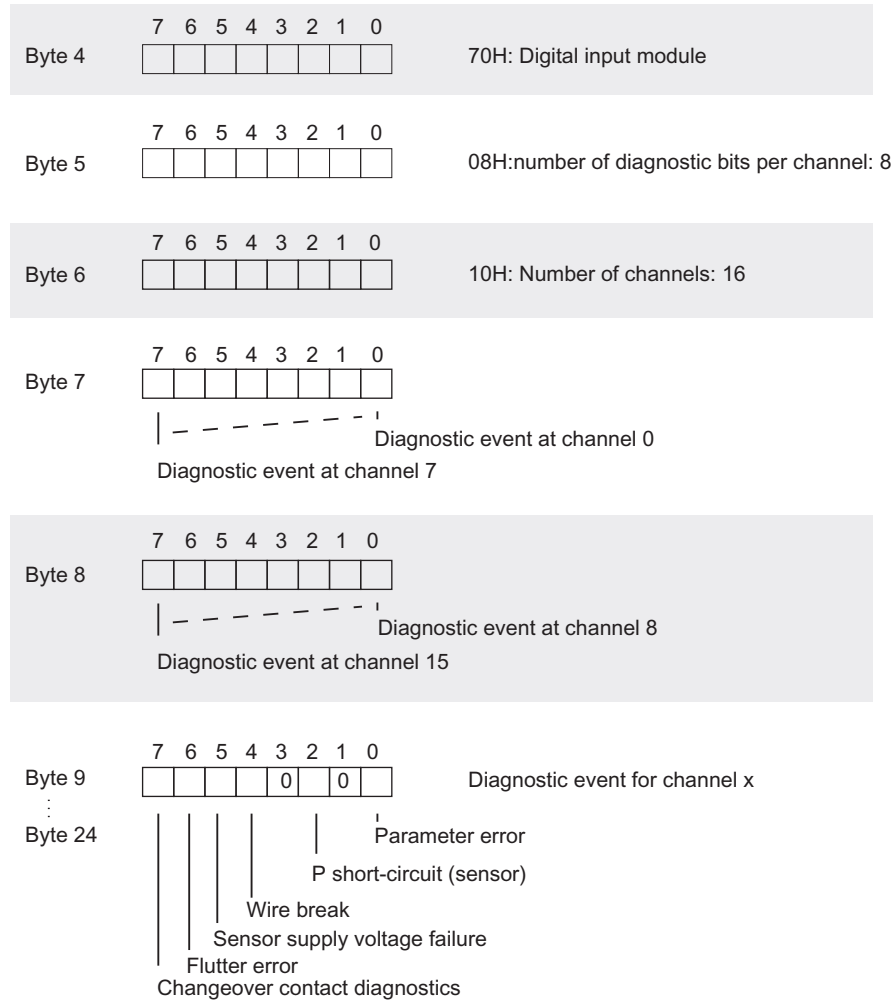 7 6 5 4 3 2 1 0
Byte 4 70H: Digital input module
7 6 5 4 3 2 1 0
Byte 5 08H:number of diagnostic bits per channel: 8
7 6 5 4 3 2 1 0
Byte 6 10H: Number of channels: 16
7 6 5 4 3 2 1 0
Byte 7
Diagnostic event at channel 0
Diagnostic event at channel 7
7 6 5 4 3 2 1 0
Byte 8
Diagnostic event at channel 8
Diagnostic event at channel 15
7 6 5 4 3 2 1 0
Byte 9 0 0 Diagnostic event for channel x
Byte 24
Parameter error
P short-circuit (sensor)
Wire break
Sensor supply voltage failure
Flutter error
Changeover contact diagnostics